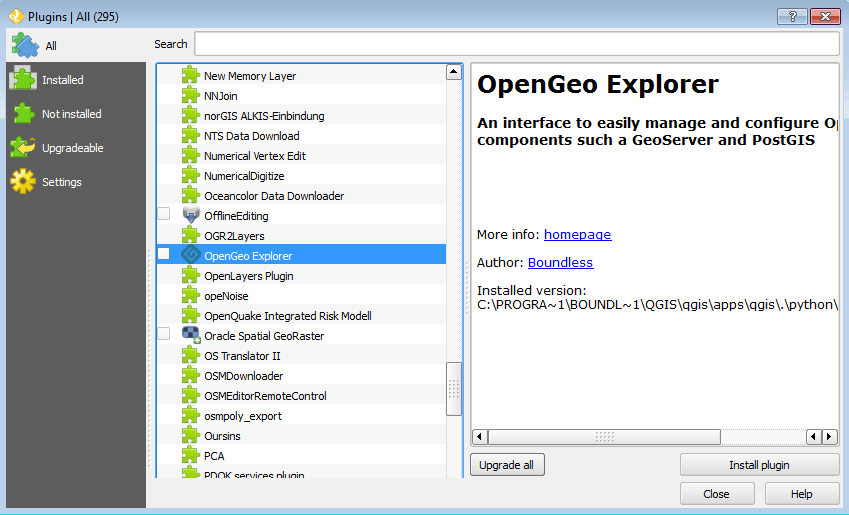 Plugins | All (295)
All
Installed
Not installed
Upgradeable
Settings
Search
New Memory Layer
NNJoin
norGIS ALKIS-Einbindung
NTS Data Download
Numerical Vertex Edit
NumericalDigitize
Oceancolor Data Downloader
OfflineEditing
OGR2Layers
OpenGeo Explorer
OpenLayers Plugin
opeNoise
OpenQuake Integrated Risk Modell
Oracle Spatial GeoRaster
OS Translator II
OSMDownloader
OSMEditorRemoteControl
osmpoly_export
Oursins
PCA
PDOK services plugin
OpenGeo Explorer
An interface to easily manage and configure Op
components such a GeoServer and PostGIS
More info: homepage
Author: Boundless
Installed version:
C:\PROGRA~1\BOUNDL~1\QGIS\qgis\apps\qgis\.\python\
Upgrade all
Install plugin
Close
Help